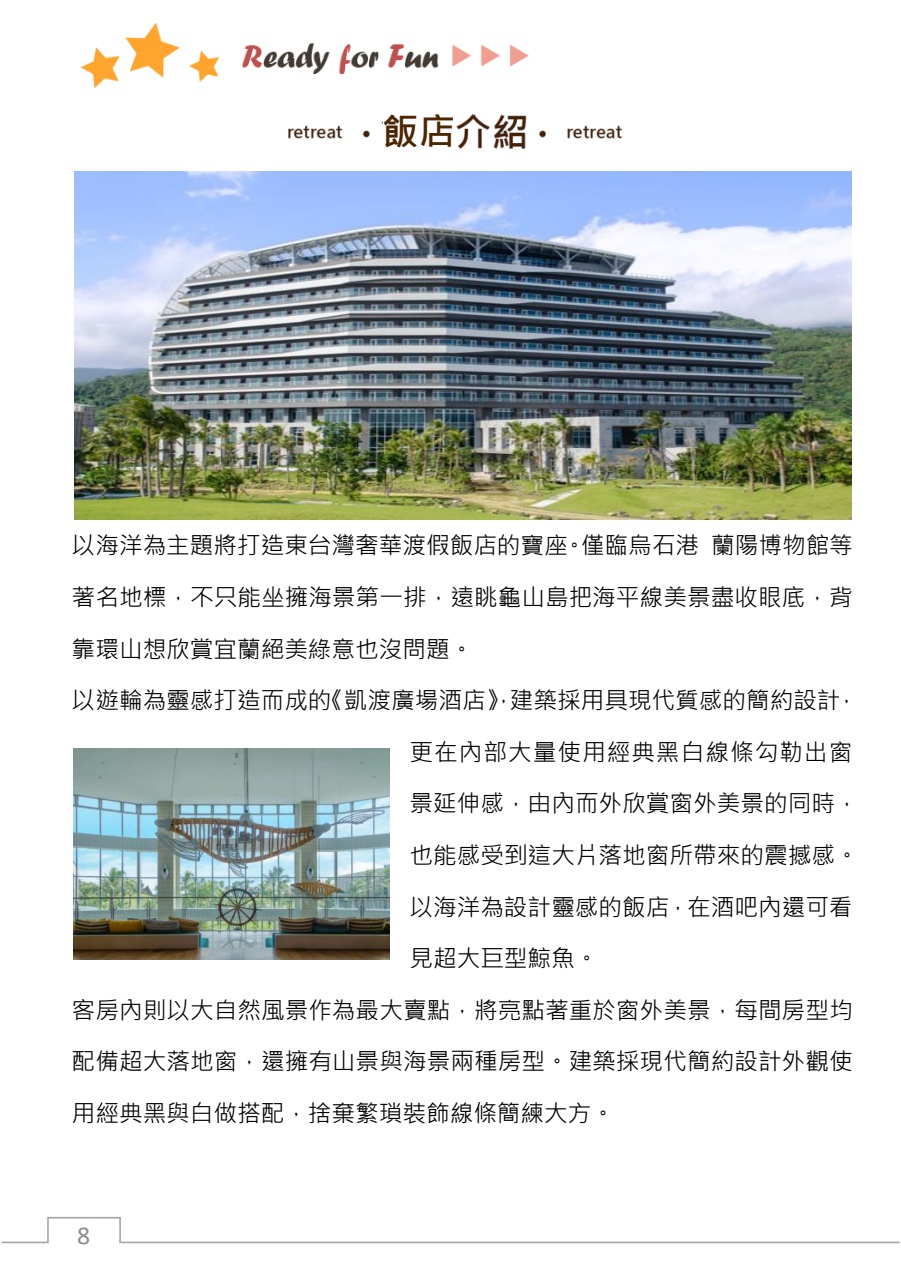 Ready for Fun
retreat •飯店介紹• retreat
以海洋為主題將打造東台灣奢華渡假飯店的寶座。僅臨烏石港 蘭陽博物館等
著名地標，不只能坐擁海景第一排，遠眺龜山島把海平線美景盡收眼底，背
靠環山想欣賞宜蘭絕美綠意也沒問題。
以遊輪為靈感打造而成的《凱渡廣場酒店》，建築採用具現代質感的簡約設計，
更在內部大量使用經典黑白線條勾勒出窗
景延伸感，由內而外欣賞窗外美景的同時，
也能感受到這大片落地窗所帶來的震撼感。
以海洋為設計靈感的飯店，在酒吧內還可看
見超大巨型鯨魚。
客房內則以大自然風景作為最大賣點，將亮點著重於窗外美景，每間房型均
配備超大落地窗，還擁有山景與海景兩種房型。建築採現代簡約設計外觀使
用經典黑與白做搭配，捨棄繁瑣裝飾線條簡練大方。
8